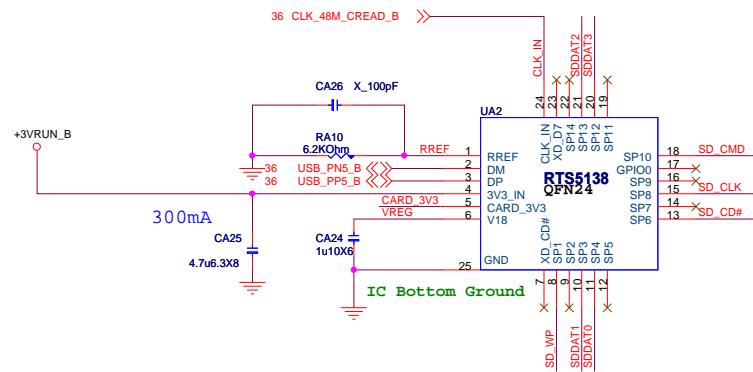 36 CLK_48M_CREAD_B
CLK_IN
SDDAT2
SDDAT3
CA26 X_100pF
24
23
22
21
20
19
UA2
+3VRUN_B
RA10
6.2KOhm
RREF
36 USB_PN5_B
36 USB_PP5_B
CARD_3V3
VREG
1
2
3
4
5
6
25
CLK_IN
XD_D7
SP14
SP13
SP12
SP11
RREF
DM
DP
3V3_IN
CARD_3V3
V18
GND
RTS5138
QFN24
SP10
GPIO0
SP9
SP8
SP7
SP6
18
17
16
15
14
13
SD_CMD
SD_CLK
SD_CD#
300mA
CA25
4.7u6.3X8
CA24
1u10X6
XD_CD#
SP1
SP2
SP3
SP4
SP5
7
8
9
10
11
12
IC Bottom Ground
SD_WP
SDDAT1
SDDAT0